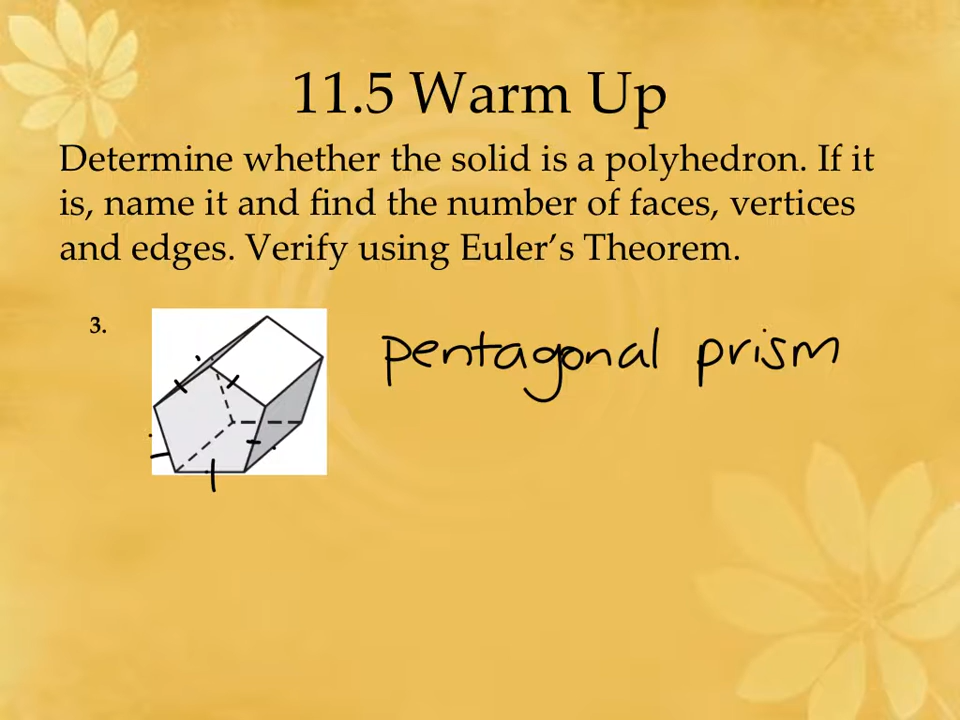 11.5 Warm Up
Determine whether the solid is a polyhedron. If it
is, name it and find the number of faces, vertices
and edges. Verify using Euler’s Theorem.
3.
pentagonal prism